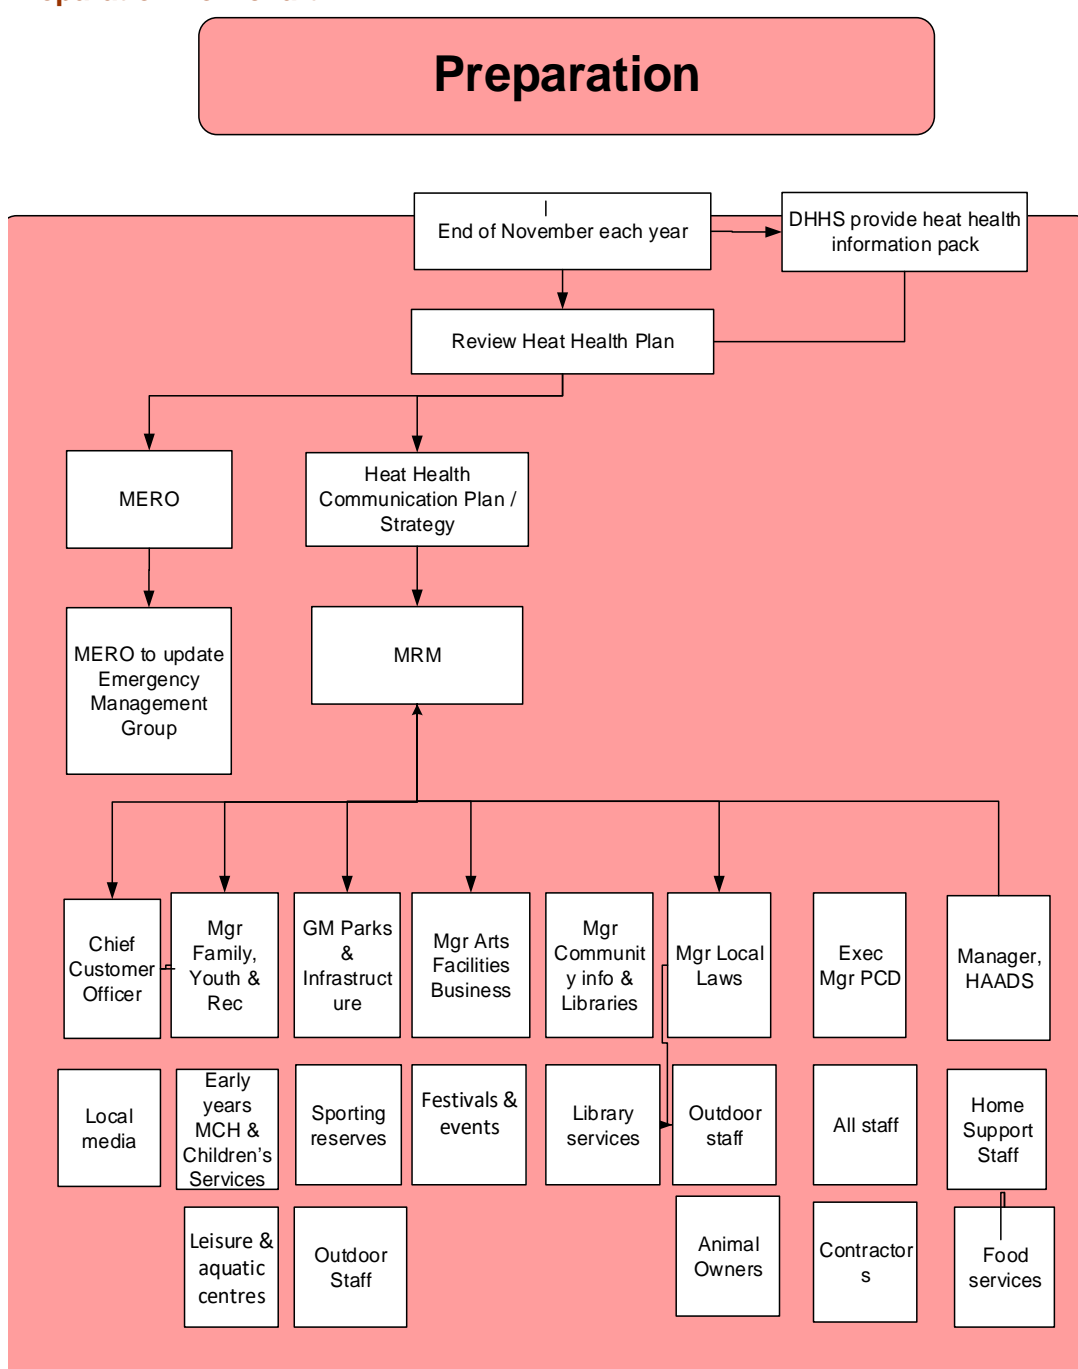 Preparation
End of November each year
DHHS provide heat health
information pack
Review Heat Health Plan
MERO
Heat Health
Communication Plan /
Strategy
MERO to update
Emergency
Management
Group
MRM
Chief
Customer
Officer
Mgr
Family,
Youth &
Rec
GM Parks
&
Infrastruct
ure
Mgr Arts
Facilities
Business
Mgr
Communit
y info &
Libraries
Mgr Local
Laws
Exec
Mgr PCD
Manager,
HAADS
Local
media
Early
years
MCH &
Children's
Services
Sporting
reserves
Festivals &
events
Library
services
Outdoor
staff
All staff
Home
Support
Staff
Leisure &
aquatic
centres
Outdoor
Staff
Animal
Owners
Contractor
s
Food
services